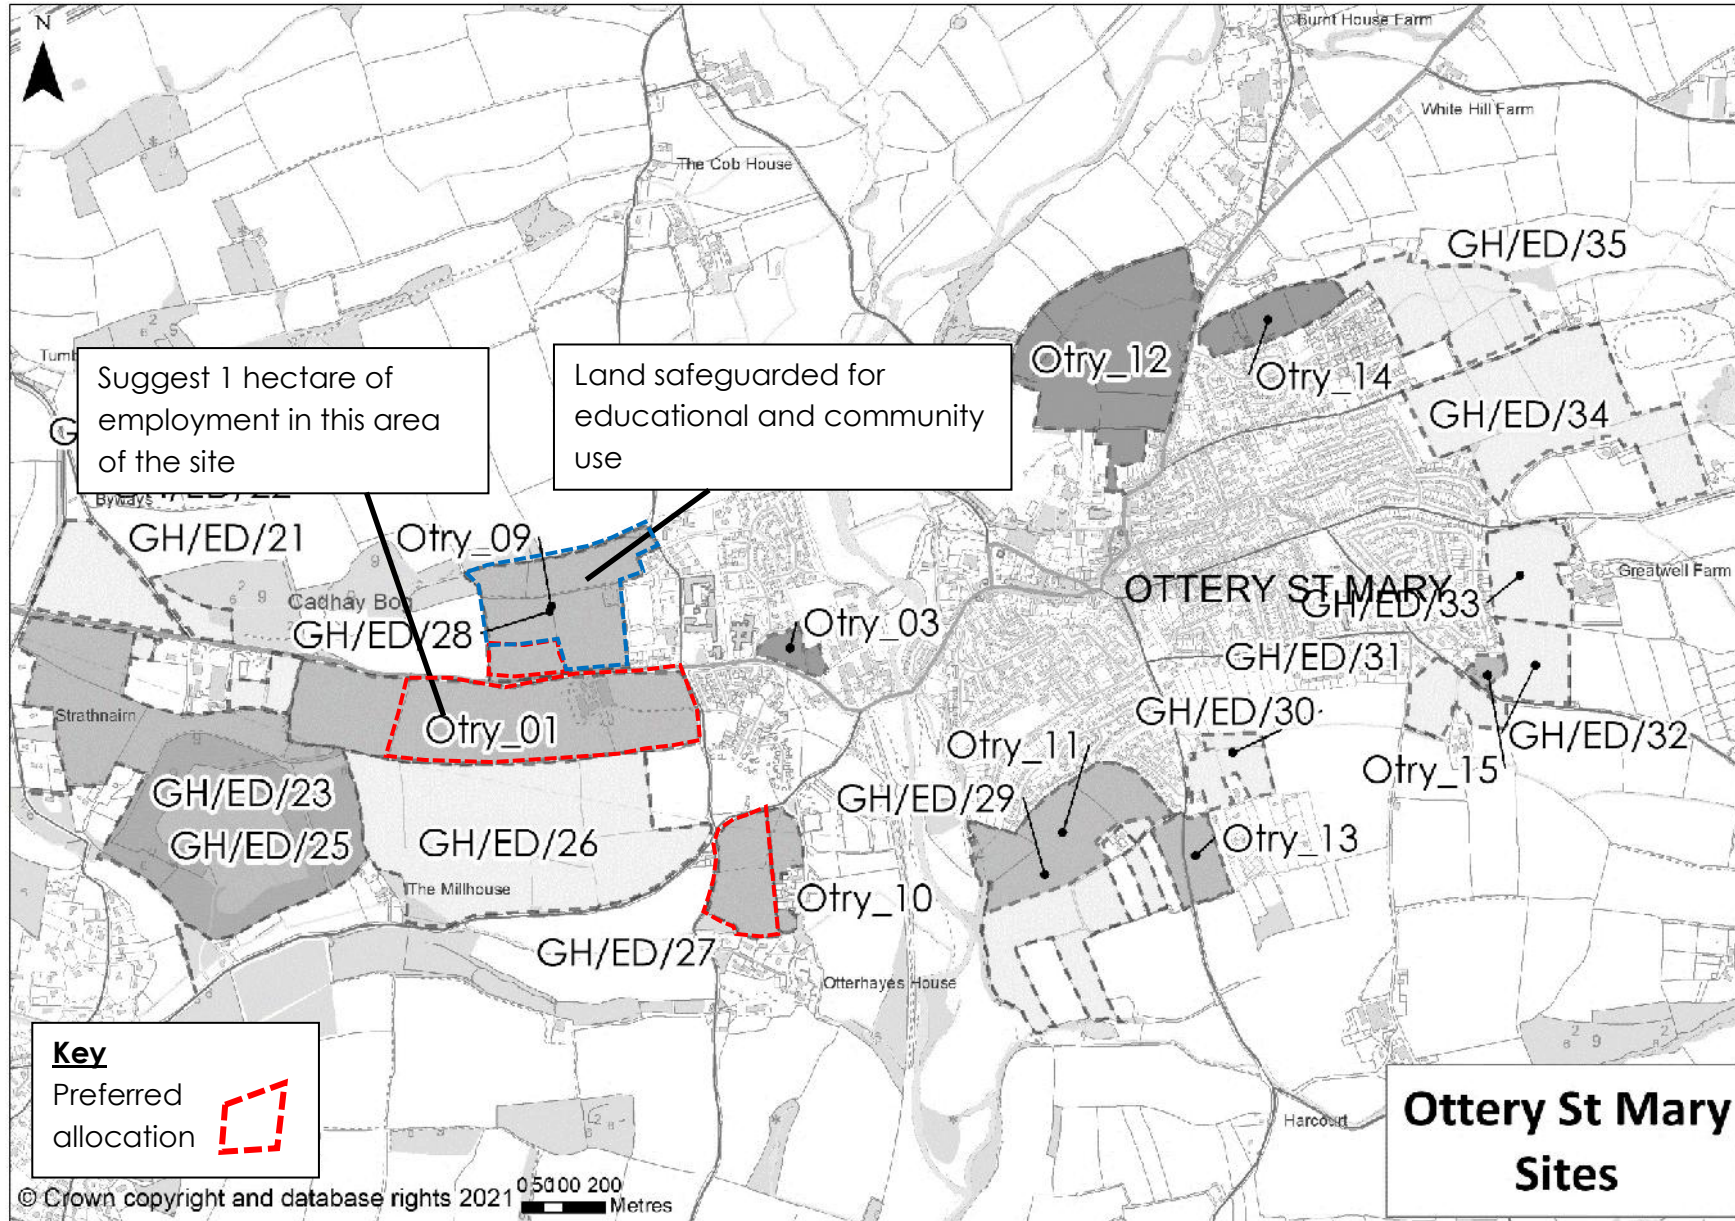 N
Burnt House Farm
White Hill Farm
The Cob House
GH/ED/35
Otry_12
Otry_14
GH/ED/34
Suggest 1 hectare of
employment in this area
of the site
Land safeguarded for
educational and community
use
Byways
GH/ED/21
Otry_09
Cadhay Bog
GH/ED/28
Otry_03
OTTERY ST MARY
GH/ED/33
Greatwell Farm
GH/ED/31
Strathnairn
Otry_01
GH/ED/30
Otry_11
GH/ED/32
Otry_15
GH/ED/23
GH/ED/29
GH/ED/25
GH/ED/26
Otry_13
The Millhouse
Otry_10
GH/ED/27
Otterhayes House
Key
Preferred
allocation
Harcourt
Ottery St Mary
Sites
© Crown copyright and database rights 2021
0 50 100 200
Metres